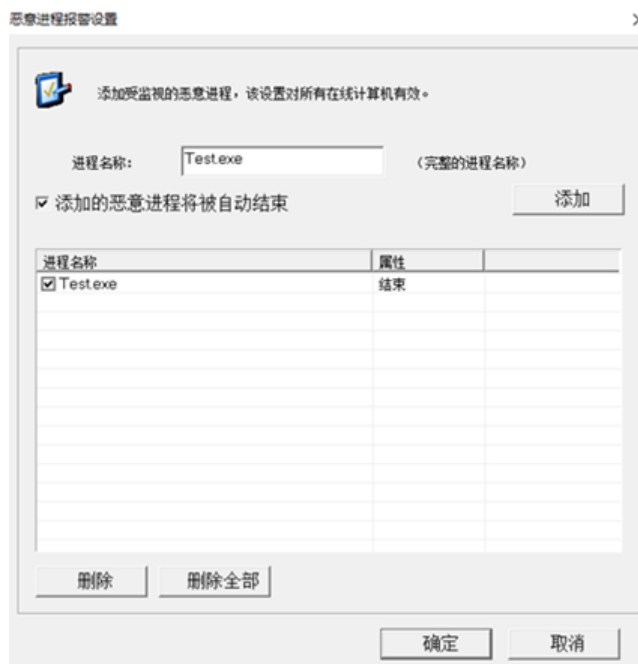 恶意进程报警设置
添加受监视的恶意进程，该设置对所有在线计算机有效。
进程名称： Test.exe （完整的进程名称）
添加的恶意进程将被自动结束 添加
进程名称 属性
Test.exe 结束
删除 删除全部
确定 取消